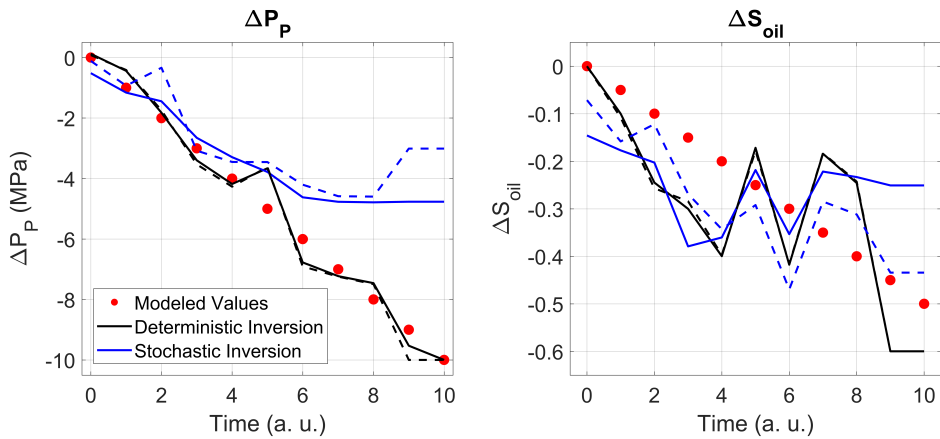 ΔP_P
ΔP_P (MPa)
0
-2
-4
-6
-8
-10
Modeled Values
Deterministic Inversion
Stochastic Inversion
0 2 4 6 8 10
Time (a. u.)
ΔS_oil
ΔS_oil
0
-0.1
-0.2
-0.3
-0.4
-0.5
-0.6
0 2 4 6 8 10
Time (a. u.)